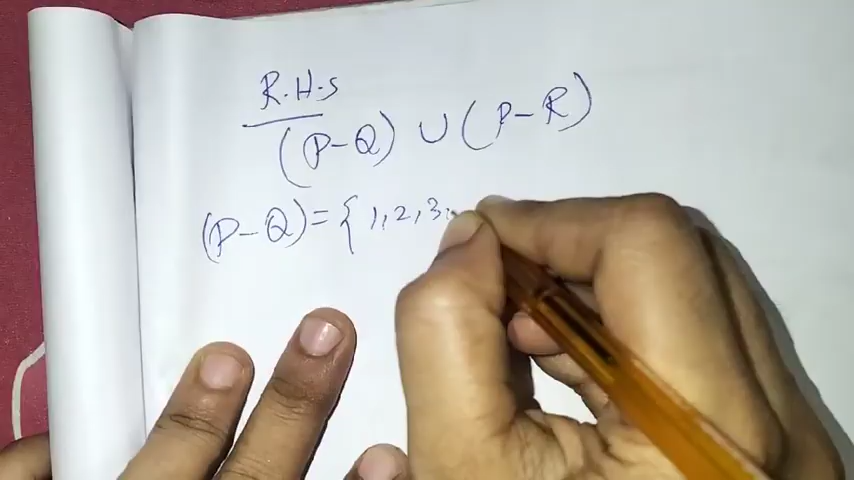 R.H.S
(P-Q) ∪ (P-R)
(P-Q) = { 1, 2, 3,